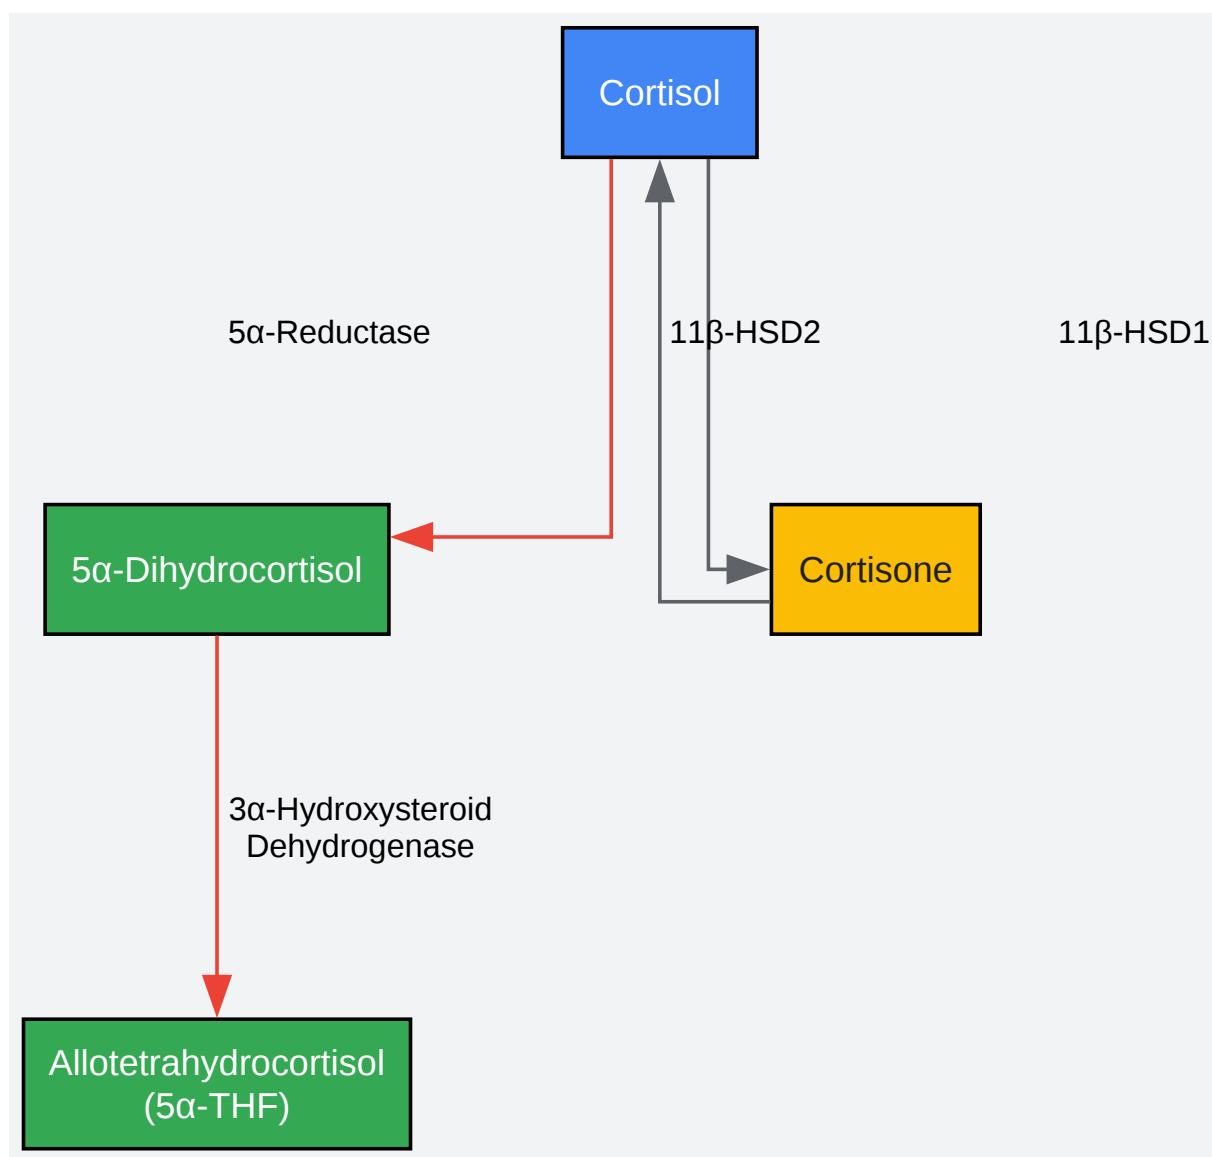 Cortisol
5α-Reductase
11β-HSD2
11β-HSD1
5α-Dihydrocortisol
Cortisone
3α-Hydroxysteroid
Dehydrogenase
Allotetrahydrocortisol
(5α-THF)